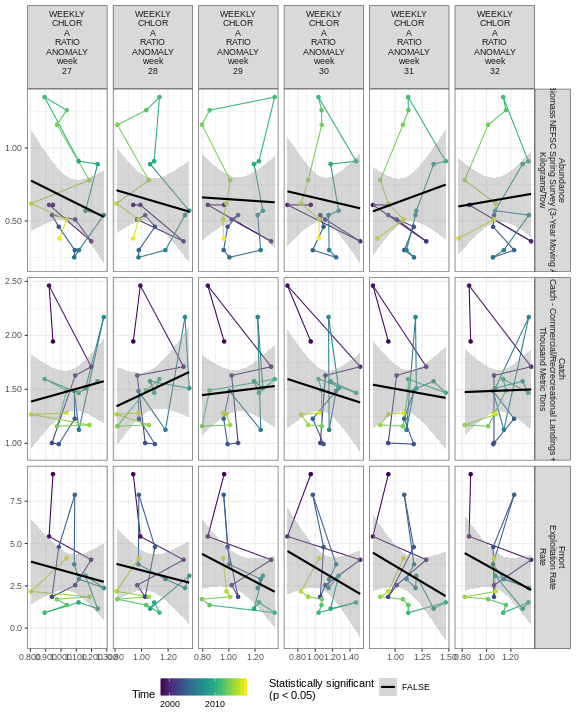 WEEKLY CHLOR A RATIO ANOMALY week 27
WEEKLY CHLOR A RATIO ANOMALY week 28
WEEKLY CHLOR A RATIO ANOMALY week 29
WEEKLY CHLOR A RATIO ANOMALY week 30
WEEKLY CHLOR A RATIO ANOMALY week 31
WEEKLY CHLOR A RATIO ANOMALY week 32
1.00
0.50
Abundance
NEFSC Spring Survey (3-Year Moving
Kilograms/Tow
2.50
2.00
1.50
1.00
Catch
Catch - Commercial/Recreational Landings +
Thousand Metric Tons
7.5
5.0
2.5
0.0
Fmort
Exploitation Rate
Rate
1.00 1.20
0.80 1.00 1.20
0.80 1.00 1.20 1.40
1.00 1.25
1.00 1.20
Time
2000 2010
Statistically significant
(p < 0.05)
FALSE